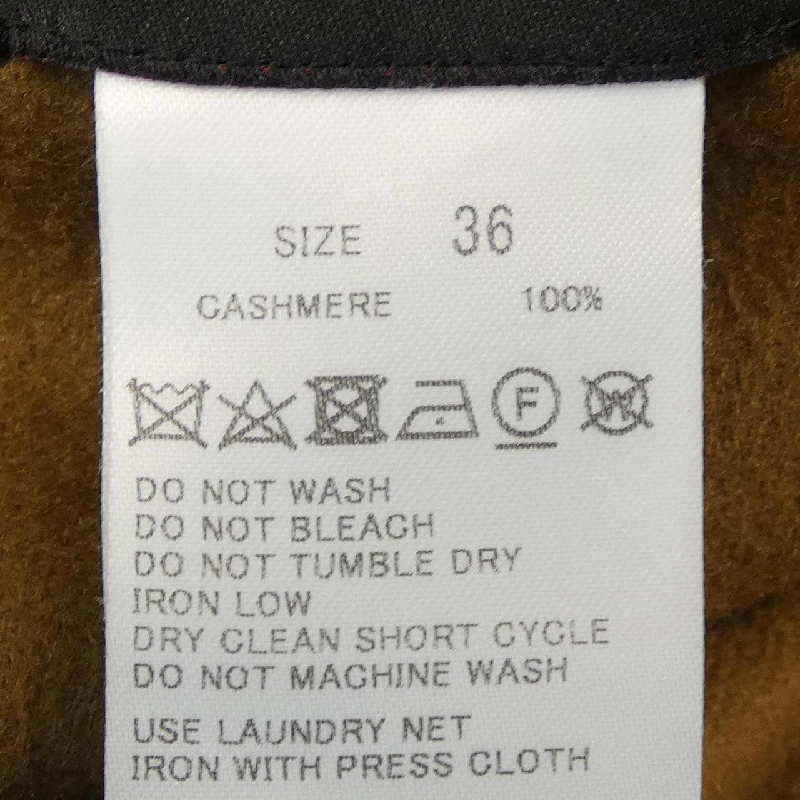 SIZE 36
CASHMERE 100%
F W
DO NOT WASH
DO NOT BLEACH
DO NOT TUMBLE DRY
IRON LOW
DRY CLEAN SHORT CYCLE
DO NOT MACHINE WASH
USE LAUNDRY NET
IRON WITH PRESS CLOTH